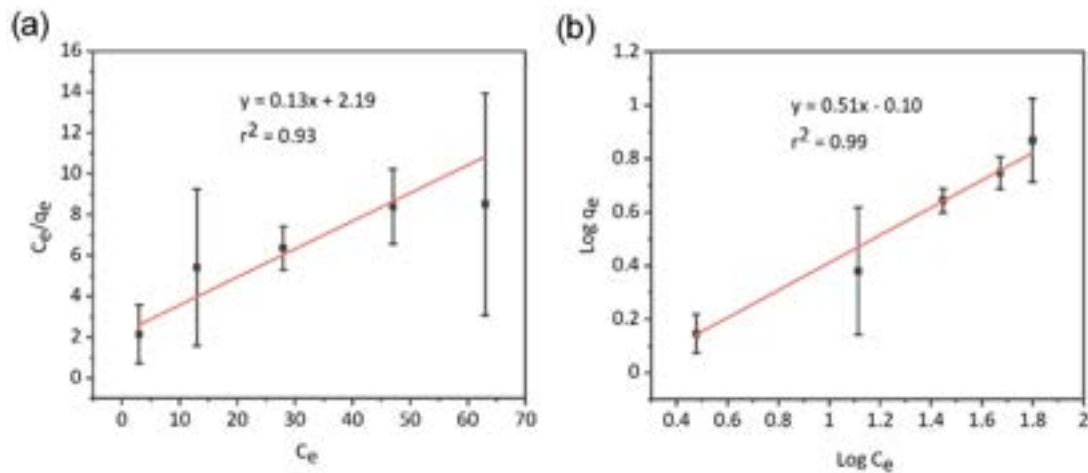 (a)
16
14
12
10
8
6
4
2
0
Ce/qe
y = 0.13x + 2.19
r2 = 0.93
0 10 20 30 40 50 60 70
Ce
(b)
1.2
1
0.8
0.6
0.4
0.2
0
Log qe
y = 0.51x - 0.10
r2 = 0.99
0.4 0.6 0.8 1 1.2 1.4 1.6 1.8 2
Log Ce